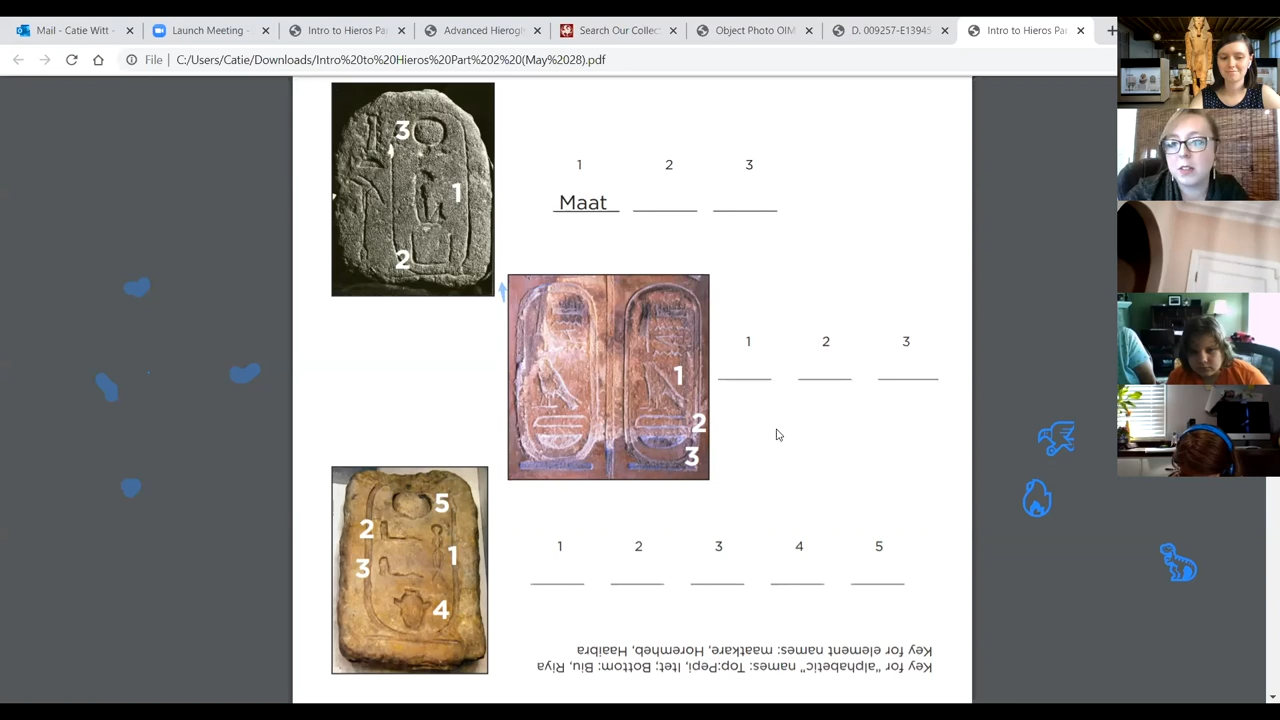 Mail - Catie Witt -
Launch Meeting -
Intro to Hieros Pa
Advanced Hierog
Search Our Collec
Object Photo OIM
D. 009257-E13945
Intro to Hieros Pa
File C:/Users/Catie/Downloads/Intro%20to%20Hieros%20Part%202%20(May%2028).pdf
3
1
2
1 2 3
Maat
1
2
3
1 2 3
5
2
1
3
4
1 2 3 4 5
Key for "alphabetic" names: Top:Pepi, Itet; Bottom: Biu, Riya
Key for element names: maatkare, Horemheb, Haaibra